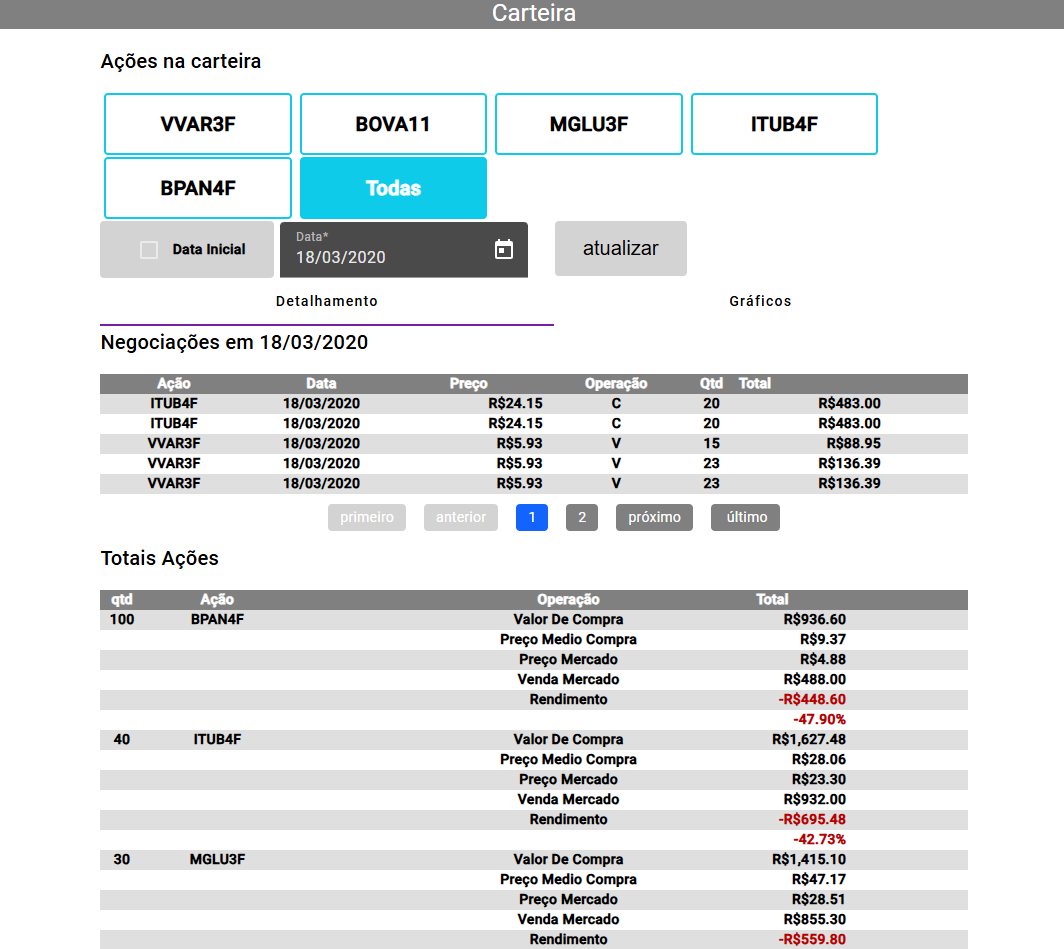 Carteira
Ações na carteira
VVAR3F BOVA11 MGLU3F ITUB4F
BPAN4F Todas
Data Inicial Data* 18/03/2020 atualizar
Detalhamento Gráficos
Negociações em 18/03/2020
Ação Data Preço Operação Qtd Total
ITUB4F 18/03/2020 R$24.15 C 20 R$483.00
ITUB4F 18/03/2020 R$24.15 C 20 R$483.00
VVAR3F 18/03/2020 R$5.93 V 15 R$88.95
VVAR3F 18/03/2020 R$5.93 V 23 R$136.39
VVAR3F 18/03/2020 R$5.93 V 23 R$136.39
primeiro anterior 1 2 próximo último
Totais Ações
qtd Ação Operação Total
100 BPAN4F Valor De Compra R$936.60
Preço Medio Compra R$9.37
Preço Mercado R$4.88
Venda Mercado R$488.00
Rendimento -R$448.60
-47.90%
40 ITUB4F Valor De Compra R$1,627.48
Preço Medio Compra R$28.06
Preço Mercado R$23.30
Venda Mercado R$932.00
Rendimento -R$695.48
-42.73%
30 MGLU3F Valor De Compra R$1,415.10
Preço Medio Compra R$47.17
Preço Mercado R$28.51
Venda Mercado R$855.30
Rendimento -R$559.80